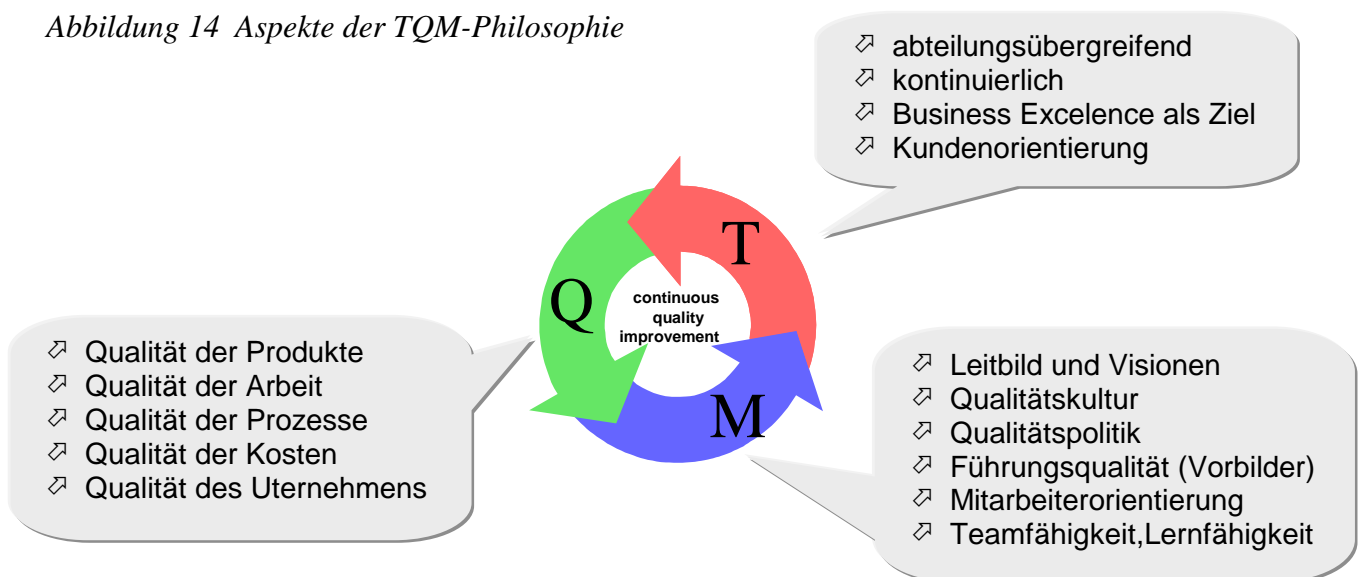 Abbildung 14 Aspekte der TQM-Philosophie
abteilungsübergreifend
kontinuierlich
Business Excelence als Ziel
Kundenorientierung
T
Q
continuous
quality
improvement
M
Qualität der Produkte
Qualität der Arbeit
Qualität der Prozesse
Qualität der Kosten
Qualität des Uternehmens
Leitbild und Visionen
Qualitätskultur
Qualitätspolitik
Führungsqualität (Vorbilder)
Mitarbeiterorientierung
Teamfähigkeit,Lernfähigkeit